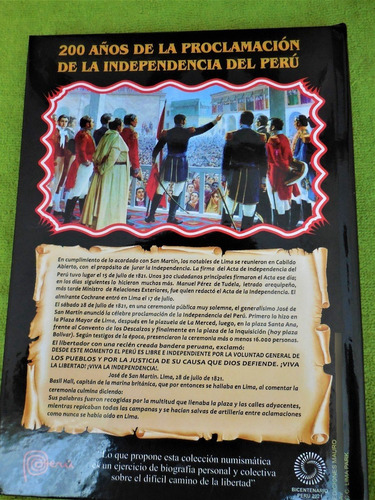 200 AÑOS DE LA PROCLAMACIÓN
DE LA INDEPENDENCIA DEL PERÚ
En cumplimiento de lo acordado con San Martín, los notables de Lima se reunieron en Cabildo
Abierto, con el propósito de jurar la Independencia. La firma del Acta de Independencia del
Perú tuvo lugar el 15 de julio de 1821. Unos 320 ciudadanos principales firmaron el Acta ese día;
en los días siguientes lo hicieron muchos más. Manuel Pérez de Tudela, letrado arequipeño,
más tarde Ministro de Relaciones Exteriores, fue quien redactó el Acta de la Independencia. El
almirante Cochrane entró en Lima el 17 de julio.
El sábado 28 de julio de 1821, en una ceremonia pública muy solemne, el generalísimo José de
San Martín anunció la célebre proclamación de la Independencia del Perú. Primero lo hizo en
la Plaza Mayor de Lima, después en la plazuela de La Merced, luego, en la plaza Santa Ana,
frente al Convento de los Descalzos y finalmente en la plaza de la Inquisición (hoy plaza
Bolívar). Según testigos de la época, presenciaron la ceremonia más o menos 16.000 personas.
El libertador con una recién creada bandera peruana, exclamó:
DESDE ESTE MOMENTO EL PERÚ ES LIBRE E INDEPENDIENTE POR LA VOLUNTAD GENERAL DE
LOS PUEBLOS Y POR LA JUSTICIA DE SU CAUSA QUE DIOS DEFIENDE. ¡VIVA
LA LIBERTAD! ¡VIVA LA INDEPENDENCIA!.
José de San Martín. Lima, 28 de julio de 1821.
Basil Hall, capitán de la marina británica, que por entonces se hallaba en Lima, al comentar la
ceremonia culmina diciendo:
Sus palabras fueron recogidas por la multitud que llenaba la plaza y las calles adyacentes,
mientras repicaban todas las campanas y se hacían salvas de artillería entre aclamaciones
como nunca se había oído en Lima.
o que propone esta colección numismática
es un ejercicio de biografía personal y colectiva
sobre el difícil camino de la libertad"
BICENTENARIO
PERÚ 2021
LIMA PARK